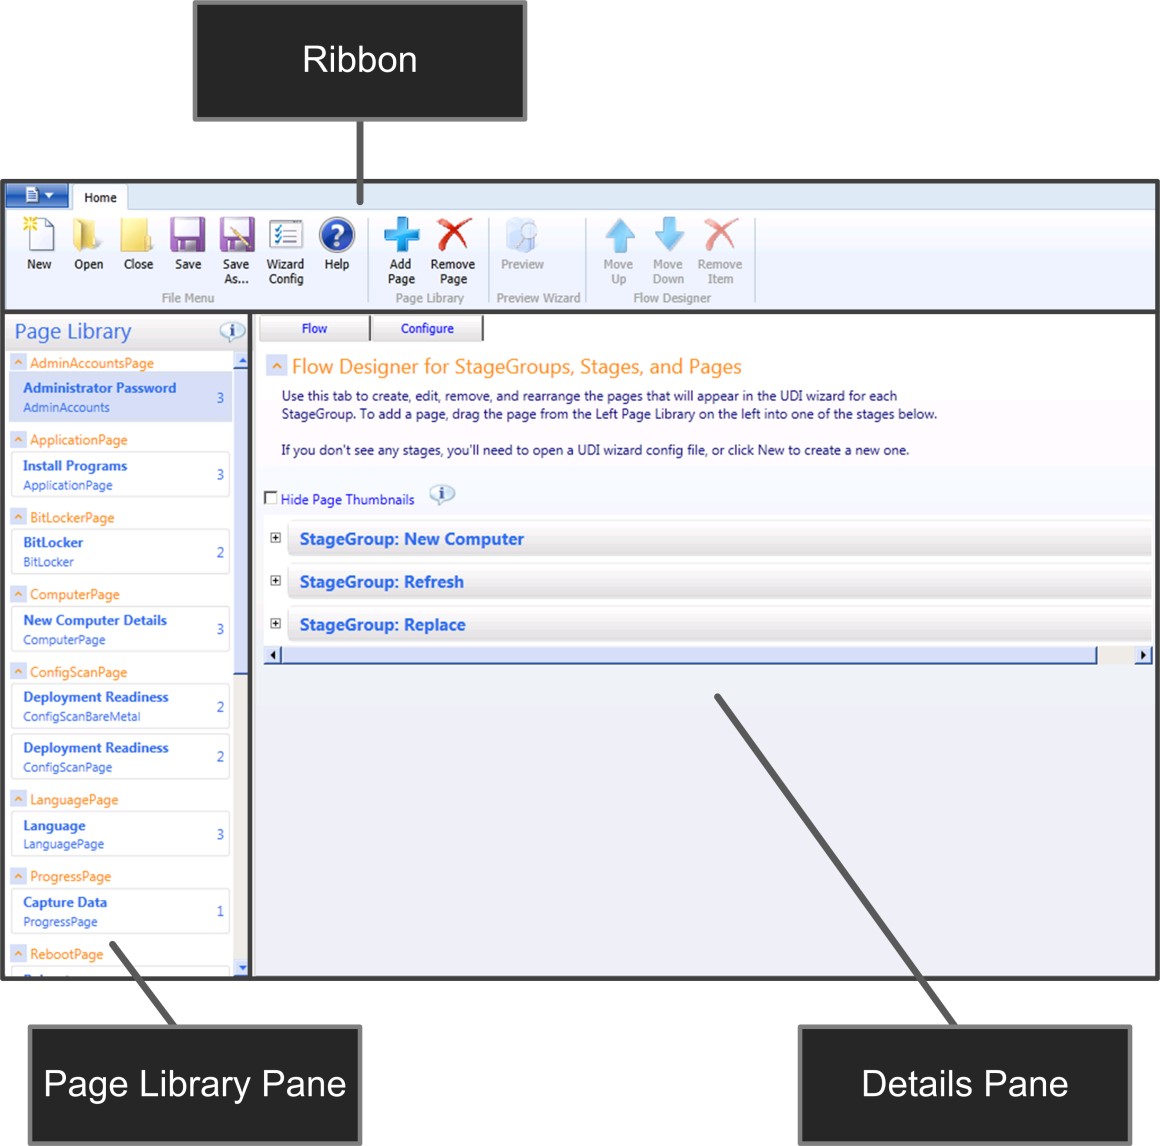 Ribbon
Home
New
Open
Close
Save
Save
As...
Wizard
Config
Help
File Menu
Add
Page
Remove
Page
Page Library
Preview
Preview Wizard
Move
Up
Move
Down
Remove
Item
Flow Designer
Page Library
AdminAccountsPage
Administrator Password
AdminAccounts
3
ApplicationPage
Install Programs
ApplicationPage
3
BitLockerPage
BitLocker
BitLocker
2
ComputerPage
New Computer Details
ComputerPage
3
ConfigScanPage
Deployment Readiness
ConfigScanBareMetal
2
Deployment Readiness
ConfigScanPage
2
LanguagePage
Language
LanguagePage
3
ProgressPage
Capture Data
ProgressPage
1
RebootPage
Flow
Configure
Flow Designer for StageGroups, Stages, and Pages
Use this tab to create, edit, remove, and rearrange the pages that will appear in the UDI wizard for each
StageGroup. To add a page, drag the page from the Left Page Library on the left into one of the stages below.
If you don't see any stages, you'll need to open a UDI wizard config file, or click New to create a new one.
Hide Page Thumbnails
StageGroup: New Computer
StageGroup: Refresh
StageGroup: Replace
Page Library Pane
Details Pane